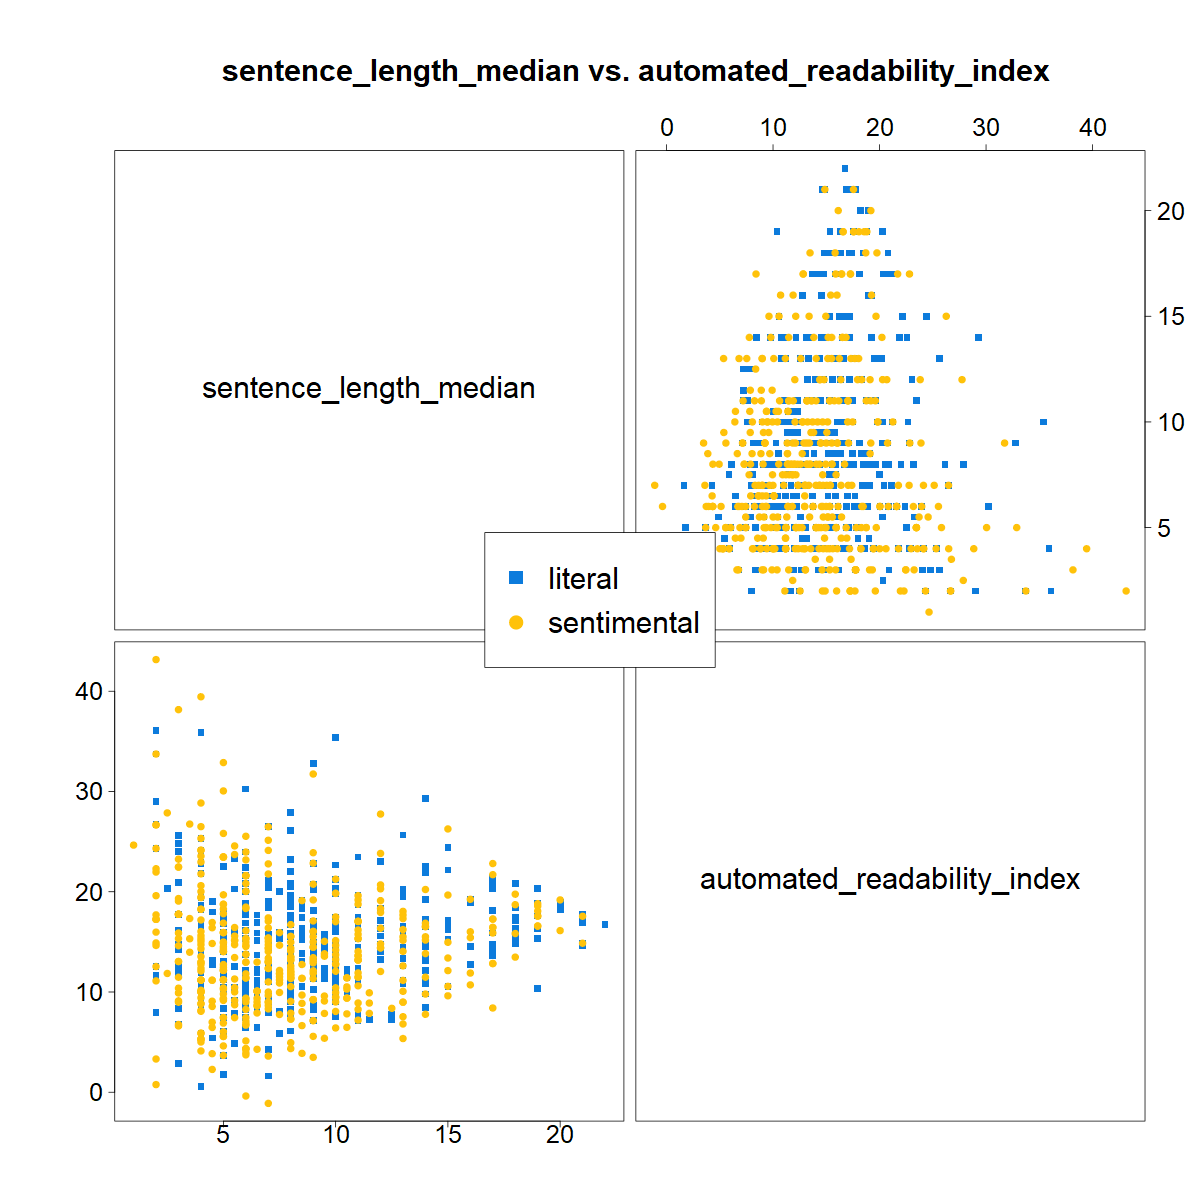 sentence_length_median vs. automated_readability_index
0 10 20 30 40
sentence_length_median
20
15
10
5
literal
sentimental
40
30
20
10
0
automated_readability_index
5 10 15 20